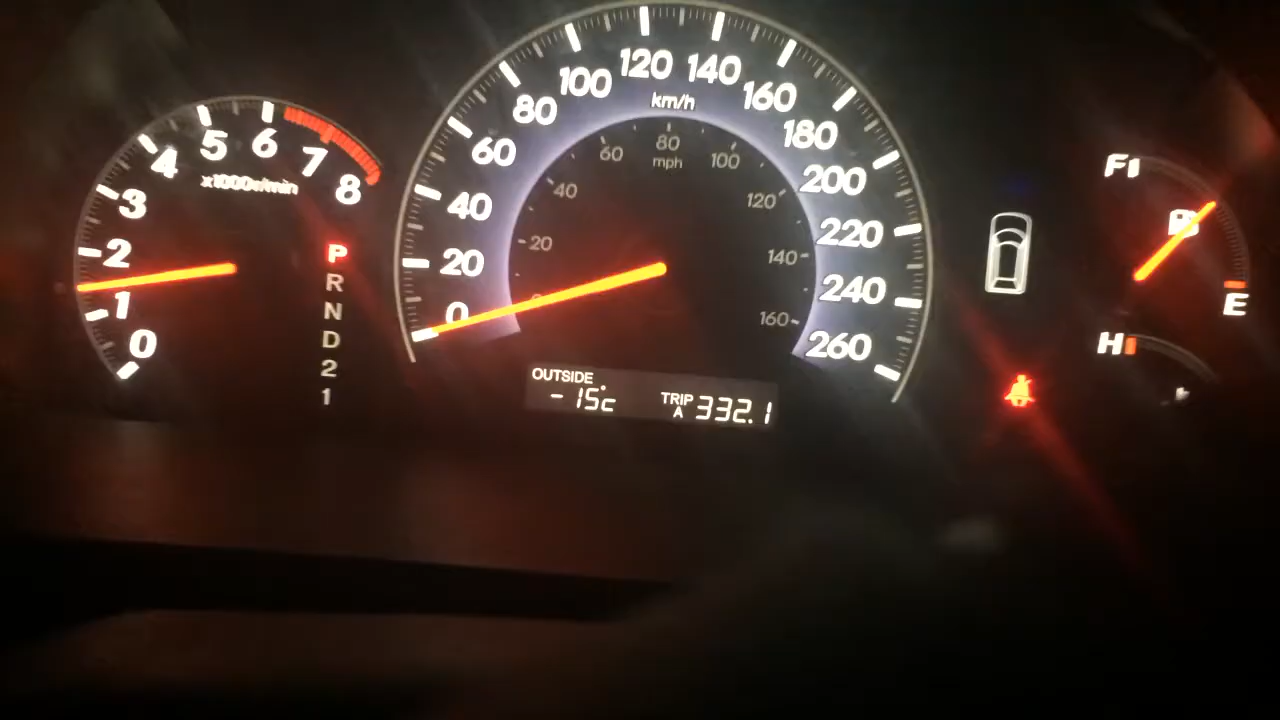 0 1 2 3 4 5 6 7 8
x1000r/min
P
R
N
D
2
1
0 20 40 60 80 100 120 140 160 180 200 220 240 260
km/h
20 40 60 80 100 120 140 160
mph
OUTSIDE
-15°c
TRIP A 332.1
F
E
H